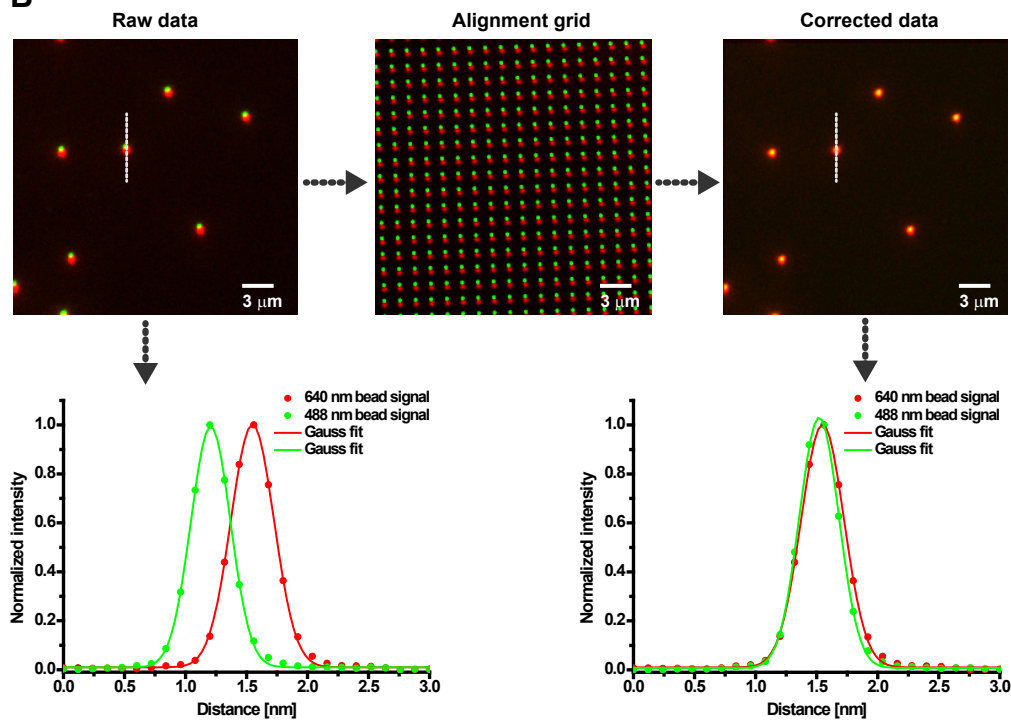 B
Raw data
Alignment grid
Corrected data
3 μm
3 μm
3 μm
640 nm bead signal
488 nm bead signal
Gauss fit
Gauss fit
Normalized intensity
1.0
0.8
0.6
0.4
0.2
0.0
0.0 0.5 1.0 1.5 2.0 2.5 3.0
Distance [nm]
640 nm bead signal
488 nm bead signal
Gauss fit
Gauss fit
Normalized intensity
1.0
0.8
0.6
0.4
0.2
0.0
0.0 0.5 1.0 1.5 2.0 2.5 3.0
Distance [nm]